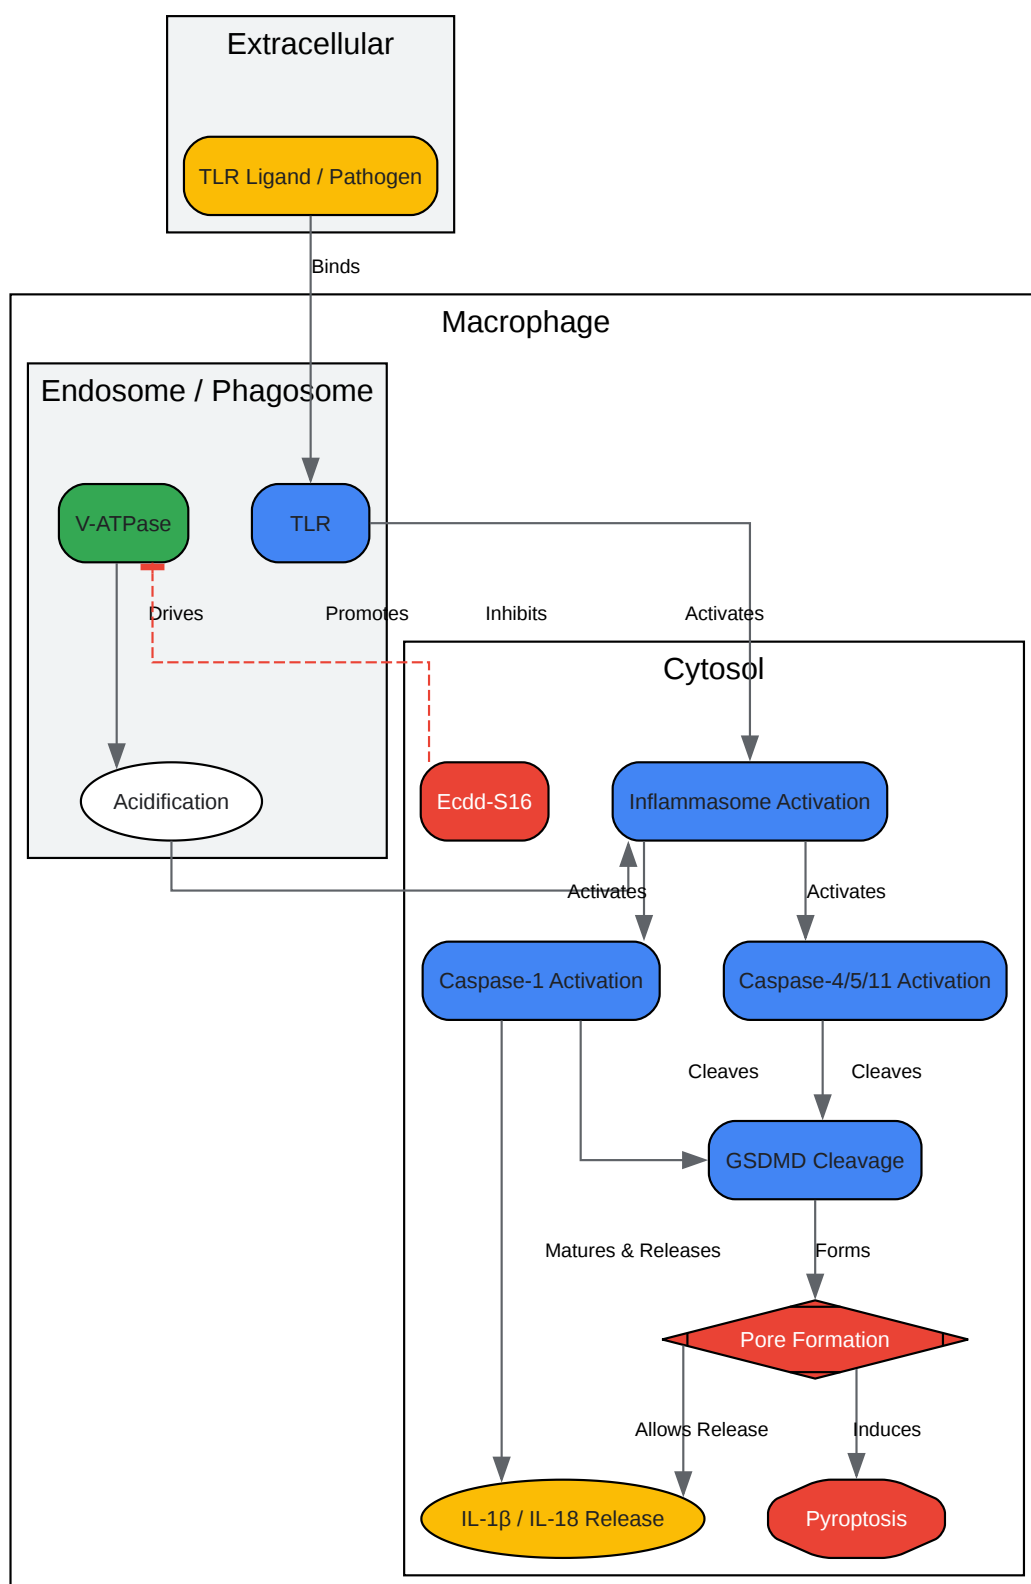 Extracellular
TLR Ligand / Pathogen
Binds
Macrophage
Endosome / Phagosome
V-ATPase
TLR
Drives
Promotes
Inhibits
Activates
Cytosol
Acidification
Ecdd-S16
Inflammasome Activation
Activates
Activates
Caspase-1 Activation
Caspase-4/5/11 Activation
Cleaves
Cleaves
GSDMD Cleavage
Matures & Releases
Forms
Pore Formation
Allows Release
Induces
IL-1β / IL-18 Release
Pyroptosis